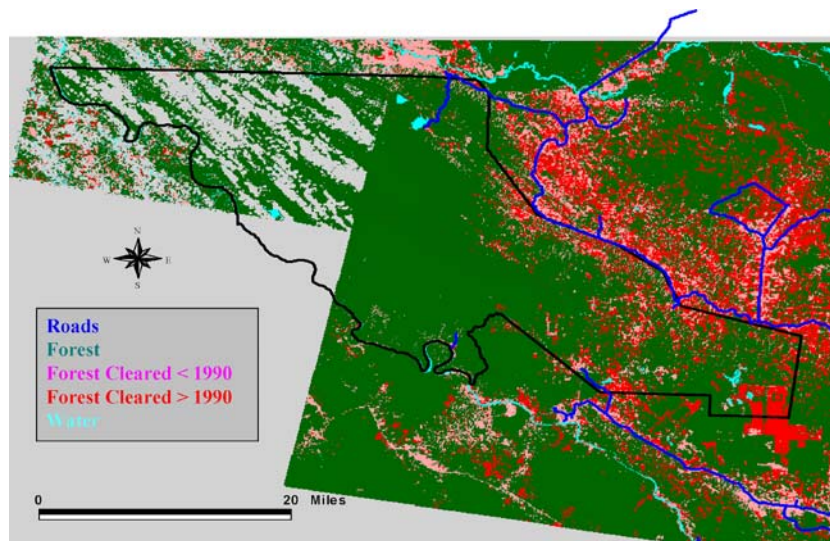 N
W E
S
Roads
Forest
Forest Cleared < 1990
Forest Cleared > 1990
Water
0 20 Miles